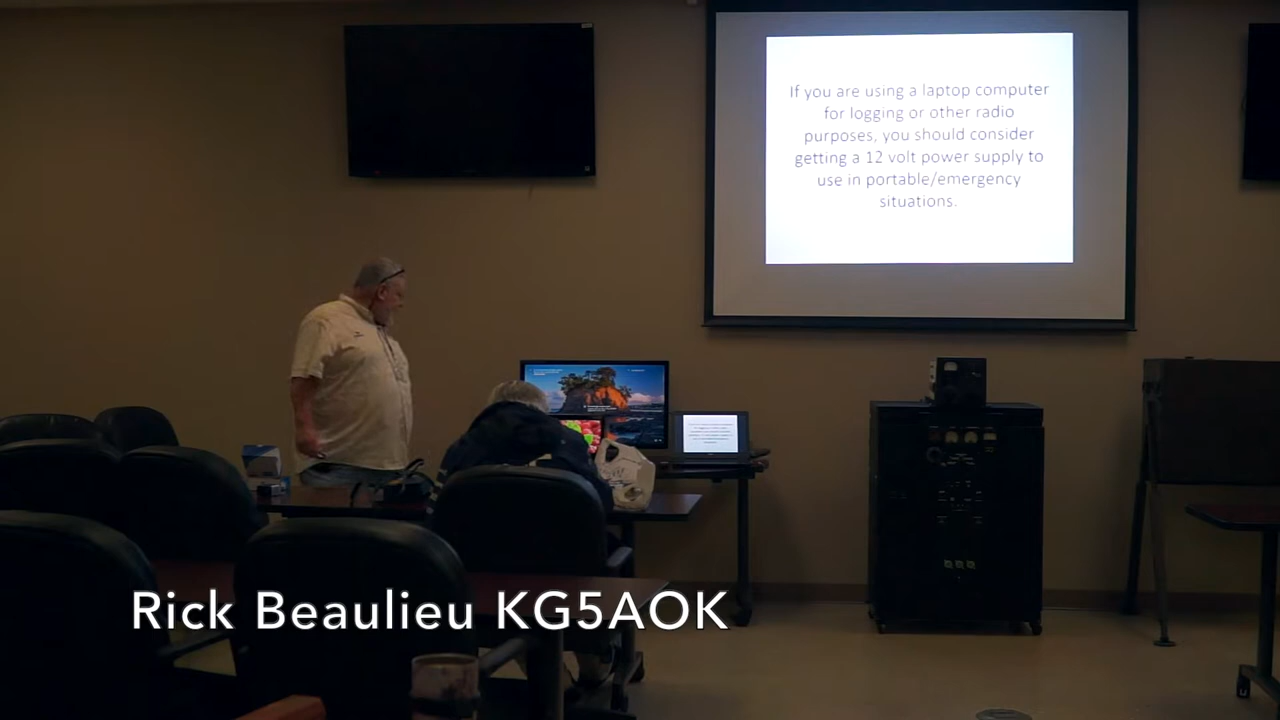 If you are using a laptop computer
for logging or other radio
purposes, you should consider
getting a 12 volt power supply to
use in portable/emergency
situations.
Rick Beaulieu KG5AOK